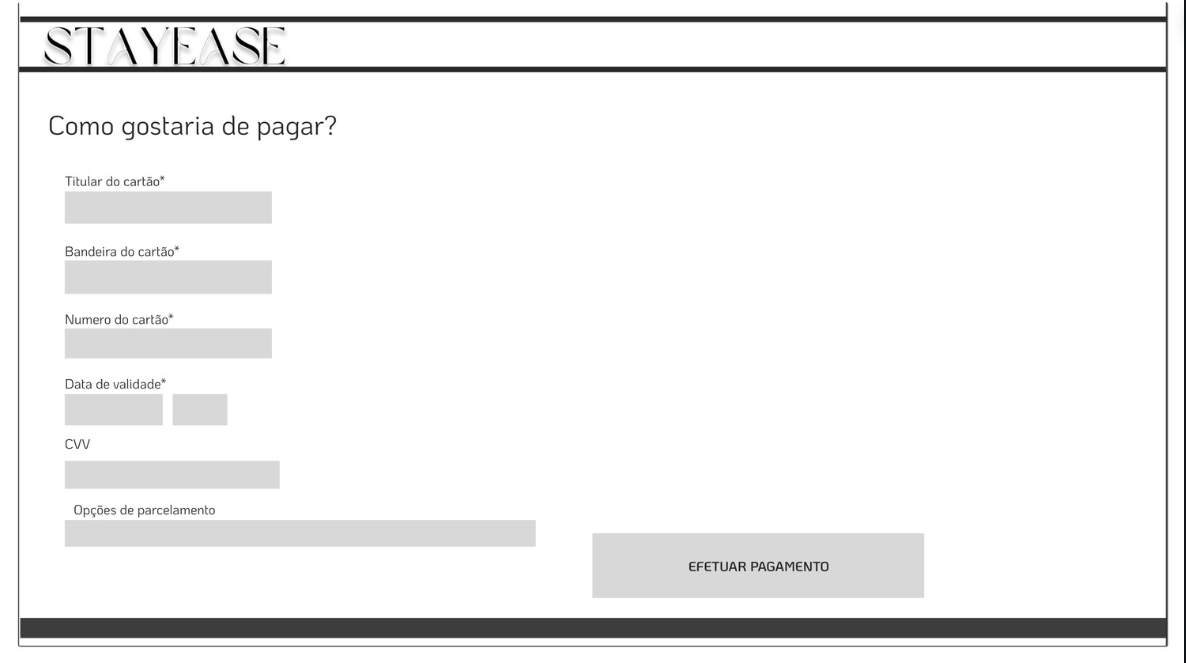 STAYEASE
Como gostaria de pagar?
Titular do cartão*
Bandeira do cartão*
Numero do cartão*
Data de validade*
CVV
Opções de parcelamento
EFETUAR PAGAMENTO